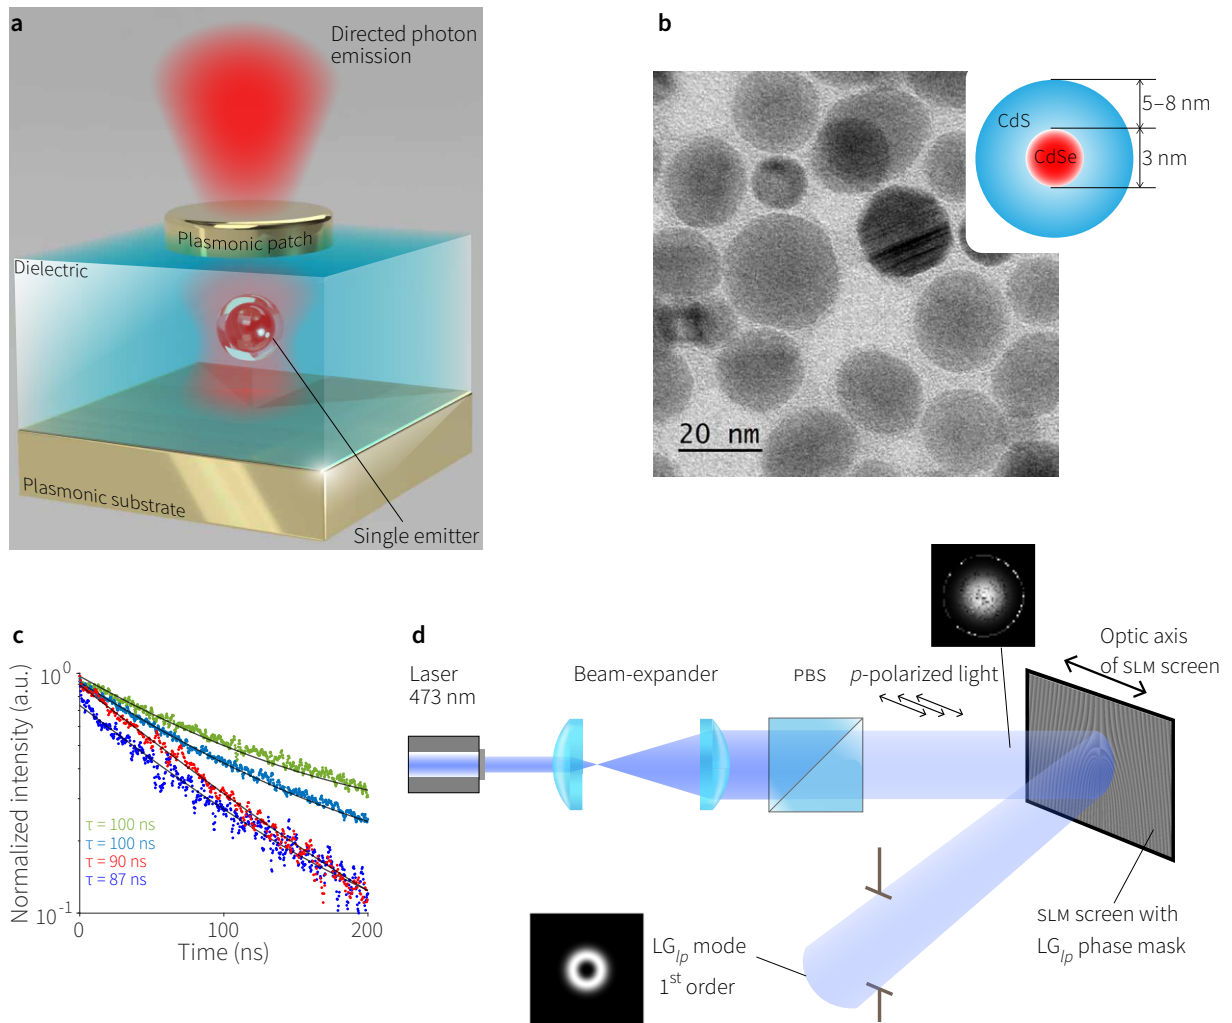 a
Directed photon
emission
Plasmonic patch
Dielectric
Plasmonic substrate
Single emitter
b
CdS
CdSe
5–8 nm
3 nm
20 nm
c
Normalized intensity (a.u.)
10⁰
10⁻¹
τ = 100 ns
τ = 100 ns
τ = 90 ns
τ = 87 ns
0
100
200
Time (ns)
d
Laser
473 nm
Beam-expander
PBS
p-polarized light
Optic axis
of SLM screen
SLM screen with
LG_lp phase mask
LG_lp mode
1st order